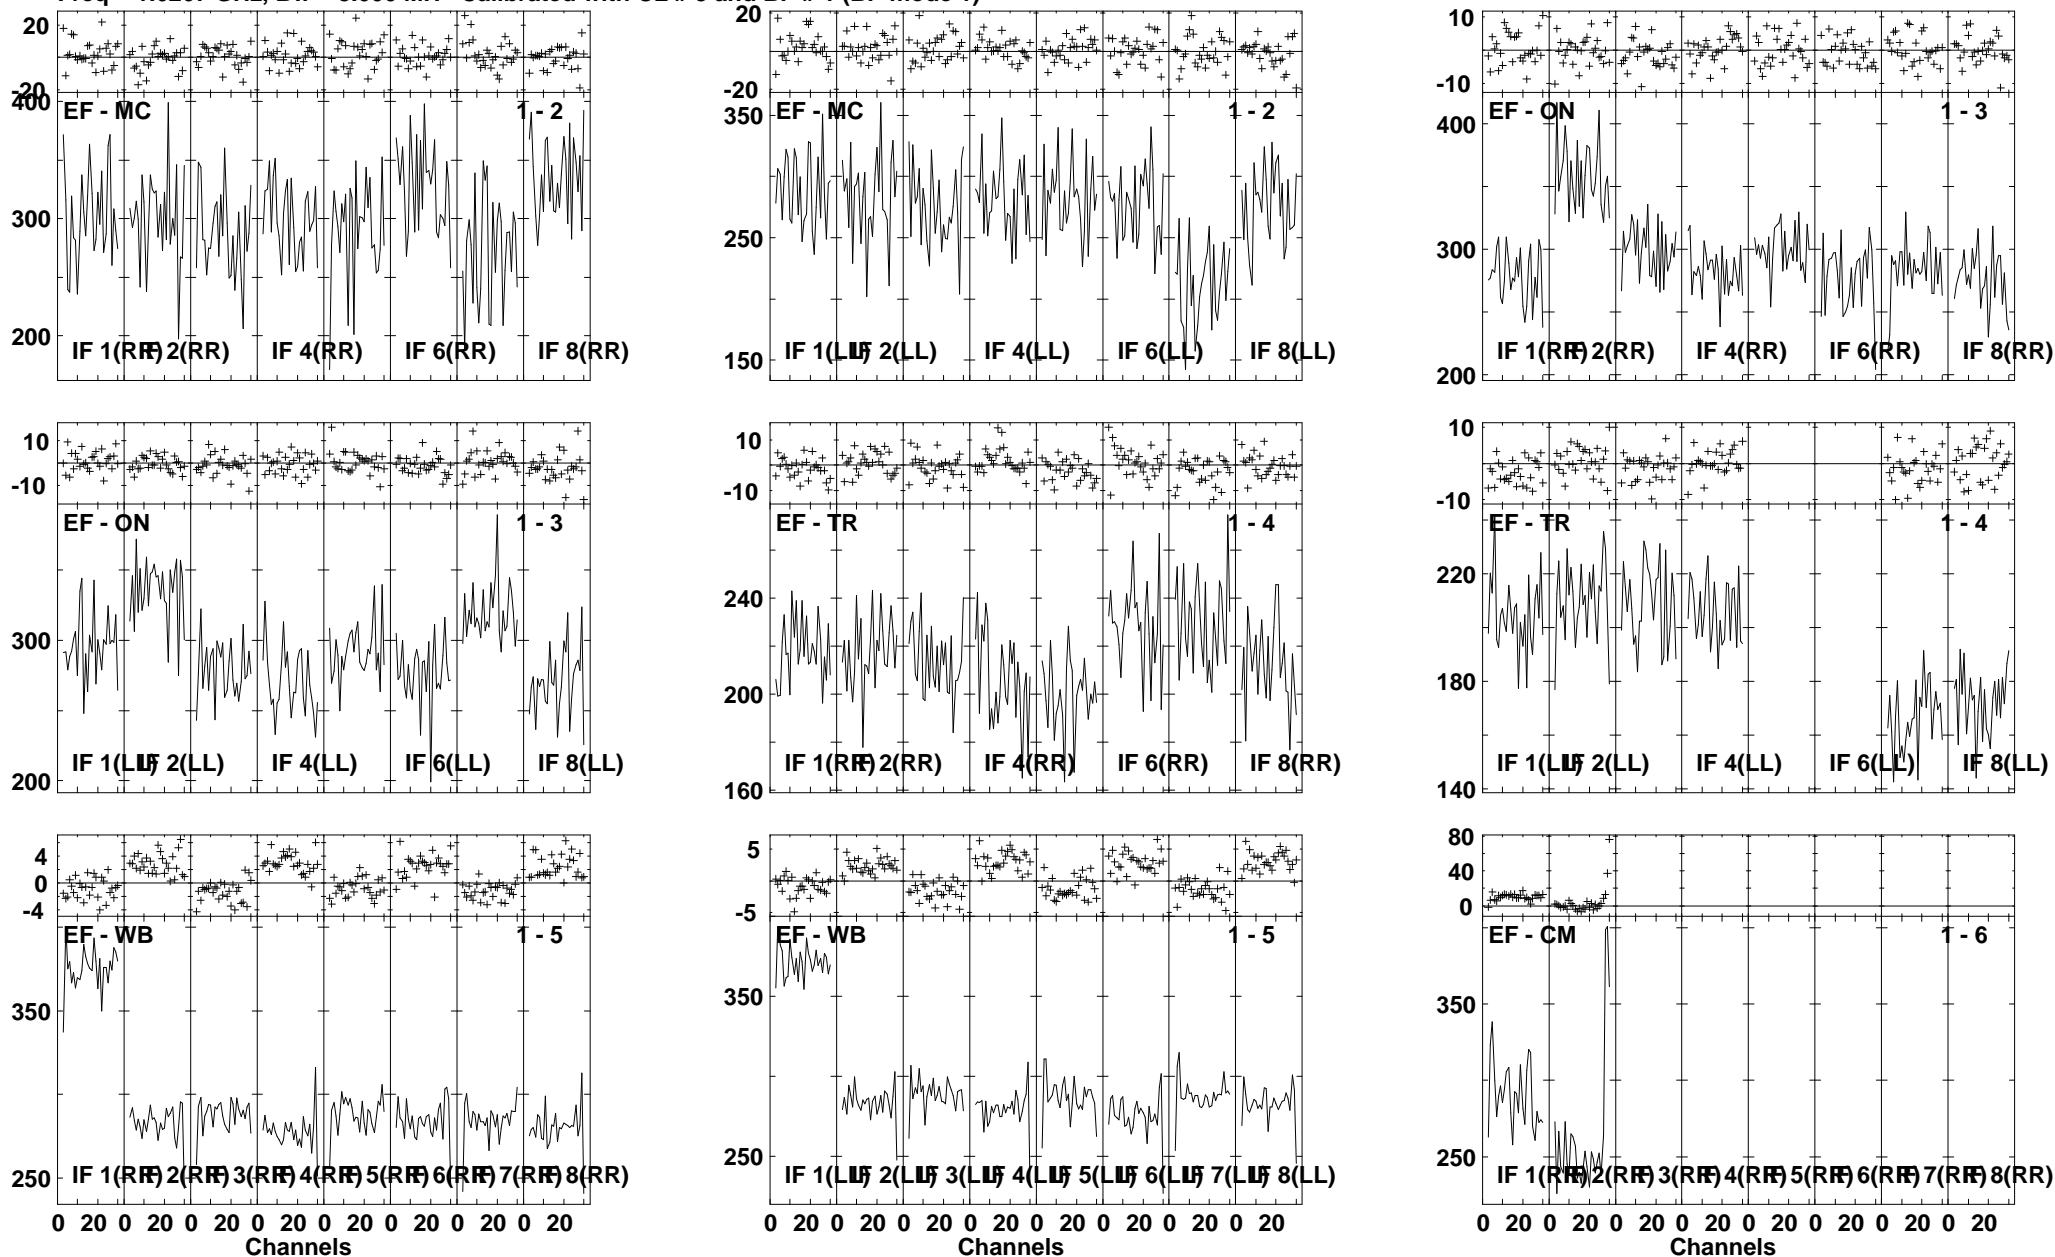 20
-20
400
300
200
EF - MC
1 - 2
IF 1(RR)
IF 2(RR)
IF 4(RR)
IF 6(RR)
IF 8(RR)
20
-20
350
250
150
EF - MC
1 - 2
IF 1(LL)
IF 2(LL)
IF 4(LL)
IF 6(LL)
IF 8(LL)
10
-10
400
300
200
EF - ON
1 - 3
IF 1(RR)
IF 2(RR)
IF 4(RR)
IF 6(RR)
IF 8(RR)
10
-10
300
200
EF - ON
1 - 3
IF 1(LL)
IF 2(LL)
IF 4(LL)
IF 6(LL)
IF 8(LL)
10
-10
240
200
160
EF - TR
1 - 4
IF 1(RR)
IF 2(RR)
IF 4(RR)
IF 6(RR)
IF 8(RR)
10
-10
220
180
140
EF - TR
1 - 4
IF 1(LL)
IF 2(LL)
IF 4(LL)
IF 6(LL)
IF 8(LL)
4
0
-4
350
250
EF - WB
1 - 5
IF 1(RR)
IF 2(RR)
IF 3(RR)
IF 4(RR)
IF 5(RR)
IF 6(RR)
IF 7(RR)
IF 8(RR)
0 20 0 20 0 20 0 20 0 20 0 20 0 20 0 20
Channels
5
-5
350
250
EF - WB
1 - 5
IF 1(LL)
IF 2(LL)
IF 3(LL)
IF 4(LL)
IF 5(LL)
IF 6(LL)
IF 7(LL)
IF 8(LL)
0 20 0 20 0 20 0 20 0 20 0 20 0 20 0 20
Channels
80
40
0
350
250
EF - CM
1 - 6
IF 1(RR)
IF 2(RR)
IF 3(RR)
IF 4(RR)
IF 5(RR)
IF 6(RR)
IF 7(RR)
IF 8(RR)
0 20 0 20 0 20 0 20 0 20 0 20 0 20 0 20
Channels